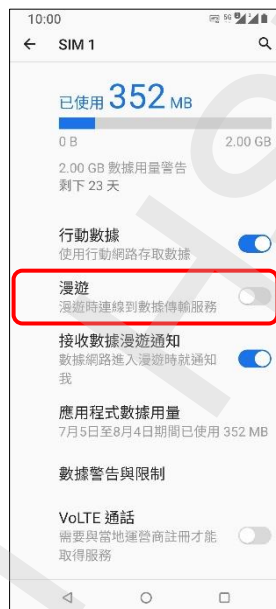 10:00
5G
SIM 1
已使用 352 MB
0 B 2.00 GB
2.00 GB 數據用量警告
剩下 23 天
行動數據
使用行動網路存取數據
漫遊
漫遊時連線到數據傳輸服務
接收數據漫遊通知
數據網路進入漫遊時就通知
我
應用程式數據用量
7月5日至8月4日期間已使用 352 MB
數據警告與限制
VoLTE 通話
需要與當地運營商註冊才能
取得服務